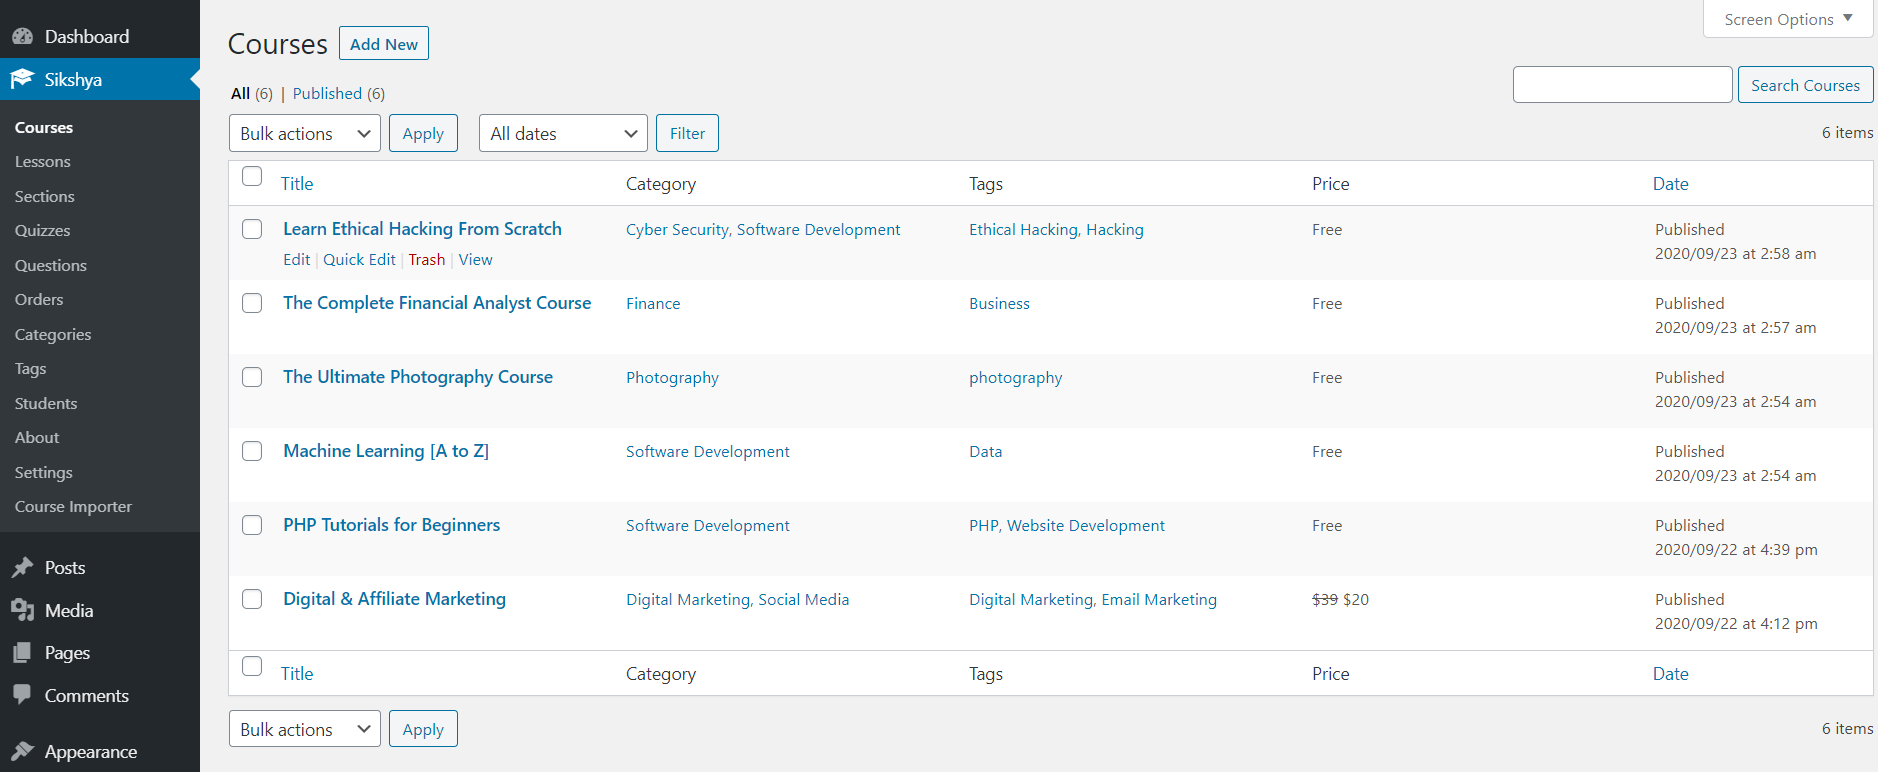 Dashboard
Sikshya
Courses
Lessons
Sections
Quizzes
Questions
Orders
Categories
Tags
Students
About
Settings
Course Importer
Posts
Media
Pages
Comments
Appearance
Screen Options
Courses Add New
All (6) | Published (6)
Search Courses
Bulk actions Apply All dates Filter 6 items
Title Category Tags Price Date
Learn Ethical Hacking From Scratch Cyber Security, Software Development Ethical Hacking, Hacking Free Published
Edit | Quick Edit | Trash | View 2020/09/23 at 2:58 am
The Complete Financial Analyst Course Finance Business Free Published
2020/09/23 at 2:57 am
The Ultimate Photography Course Photography photography Free Published
2020/09/23 at 2:54 am
Machine Learning [A to Z] Software Development Data Free Published
2020/09/23 at 2:54 am
PHP Tutorials for Beginners Software Development PHP, Website Development Free Published
2020/09/22 at 4:39 pm
Digital & Affiliate Marketing Digital Marketing, Social Media Digital Marketing, Email Marketing $39 $20 Published
2020/09/22 at 4:12 pm
Title Category Tags Price Date
Bulk actions Apply 6 items